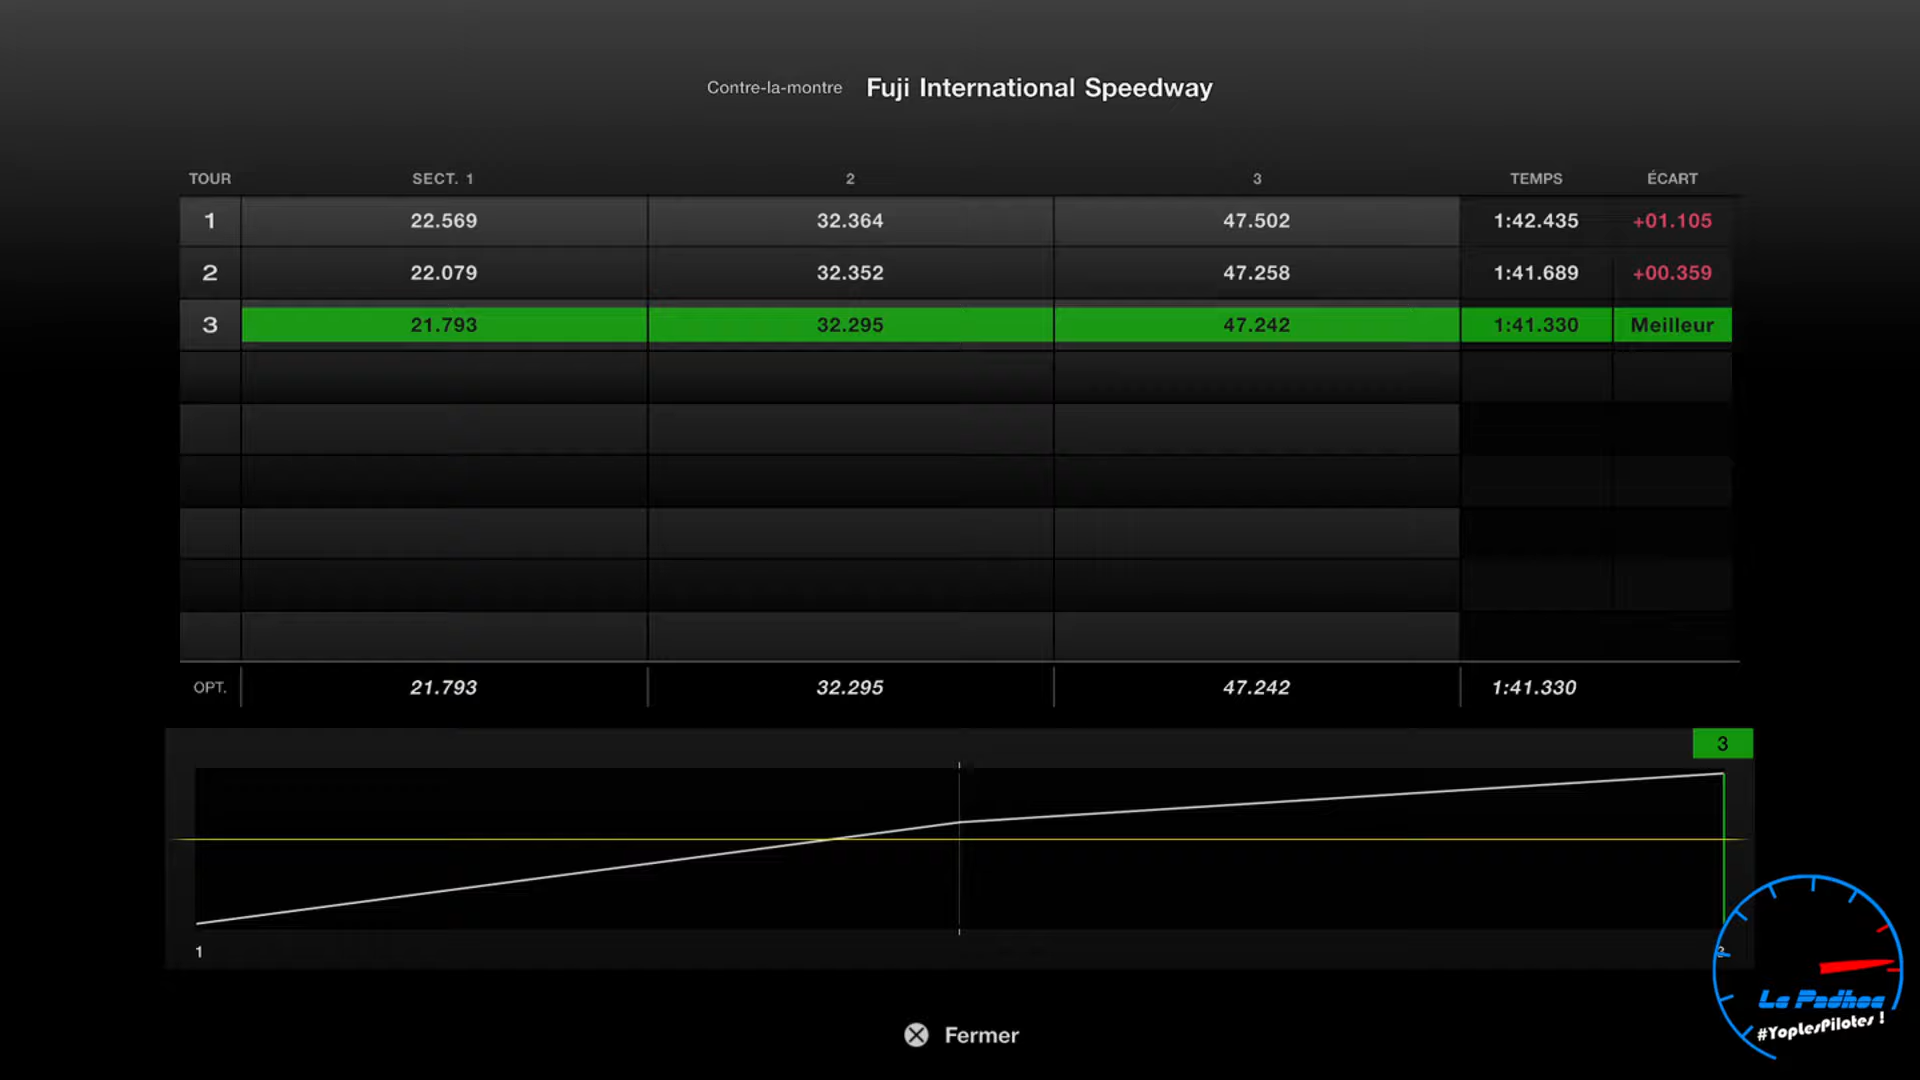 Contre-la-montre Fuji International Speedway
TOUR SECT. 1 2 3 TEMPS ÉCART
1 22.569 32.364 47.502 1:42.435 +01.105
2 22.079 32.352 47.258 1:41.689 +00.359
3 21.793 32.295 47.242 1:41.330 Meilleur
OPT. 21.793 32.295 47.242 1:41.330
3
1
Fermer
#YoplesPilotes !